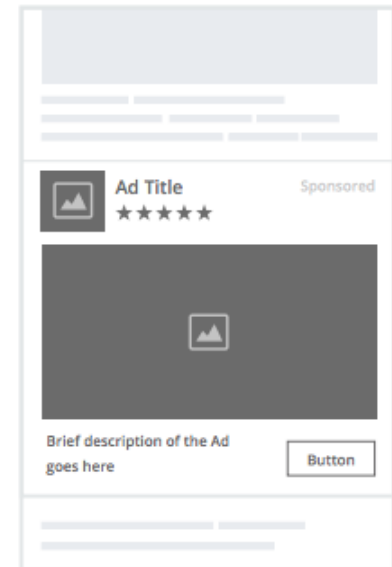 Ad Title
Sponsored
Brief description of the Ad
goes here
Button